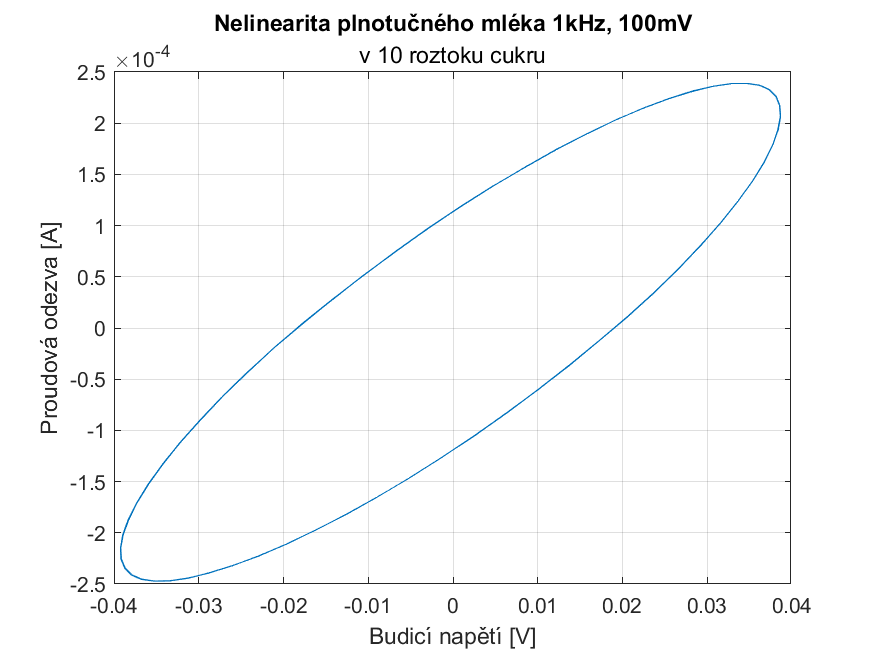 Nelinearita plnotučného mléka 1kHz, 100mV
v 10 roztoku cukru
×10⁻⁴
2.5
2
1.5
1
0.5
0
-0.5
-1
-1.5
-2
-2.5
Proudová odezva [A]
-0.04 -0.03 -0.02 -0.01 0 0.01 0.02 0.03 0.04
Budicí napětí [V]